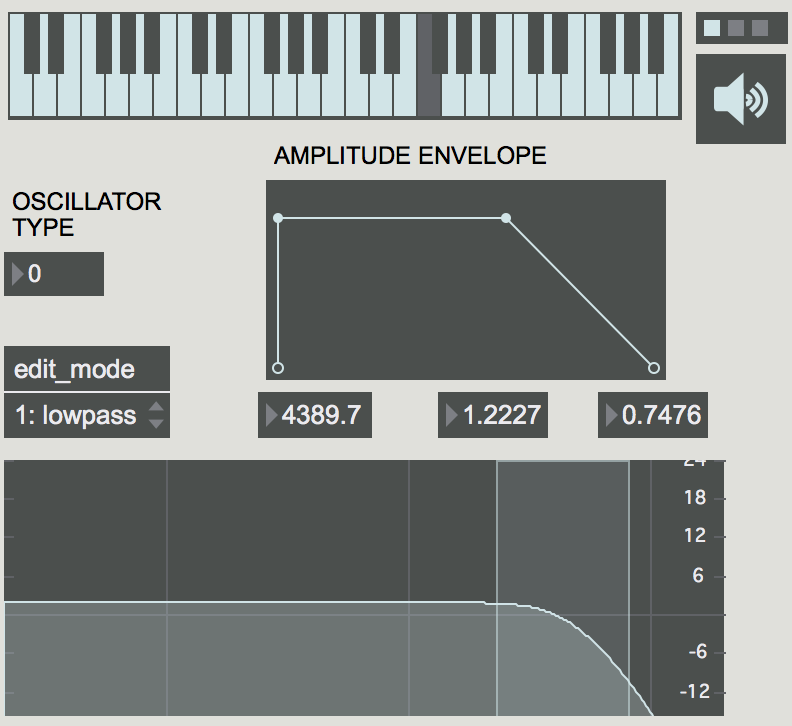 AMPLITUDE ENVELOPE
OSCILLATOR
TYPE
0
edit_mode
1: lowpass
4389.7
1.2227
0.7476
24
18
12
6
-6
-12